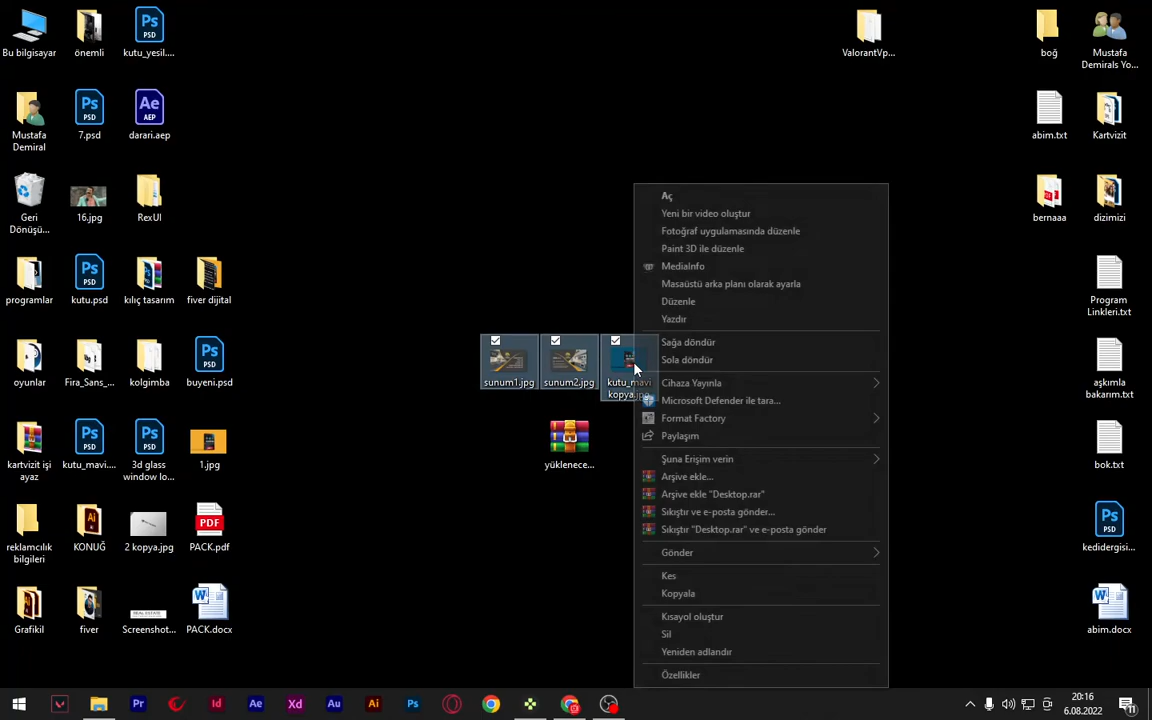 Bu bilgisayar
önemli
kutu_yesil....
ValorantVp...
boğ
Mustafa
Demirals Yo...
Mustafa
Demiral
7.psd
darari.aep
abim.txt
Kartvizit
Geri
Dönüşü...
16.jpg
RexUI
bernaaa
dizimizi
programlar
kutu.psd
kılıç tasarım
fiver dijital
Program
Linkleri.txt
oyunlar
Fira_Sans_...
kolgimba
buyeni.psd
sunum1.jpg
sunum2.jpg
kutu_mavi
kopya.jpg
aşkımla
bakarım.txt
kartvizit işi
ayaz
kutu_mavi....
3d glass
window lo...
1.jpg
yüklenece...
bok.txt
reklamcılık
bilgileri
KONUĞ
2 kopya.jpg
PACK.pdf
kedidergisi...
Grafikil
fiver
Screenshot...
PACK.docx
abim.docx
Aç
Yeni bir video oluştur
Fotoğraf uygulamasında düzenle
Paint 3D ile düzenle
MediaInfo
Masaüstü arka planı olarak ayarla
Düzenle
Yazdır
Sağa döndür
Sola döndür
Cihaza Yayınla
Microsoft Defender ile tara...
Format Factory
Paylaşım
Şuna Erişim verin
Arşive ekle...
Arşive ekle "Desktop.rar"
Sıkıştır ve e-posta gönder...
Sıkıştır "Desktop.rar" ve e-posta gönder
Gönder
Kes
Kopyala
Kısayol oluştur
Sil
Yeniden adlandır
Özellikler
20:16
6.08.2022